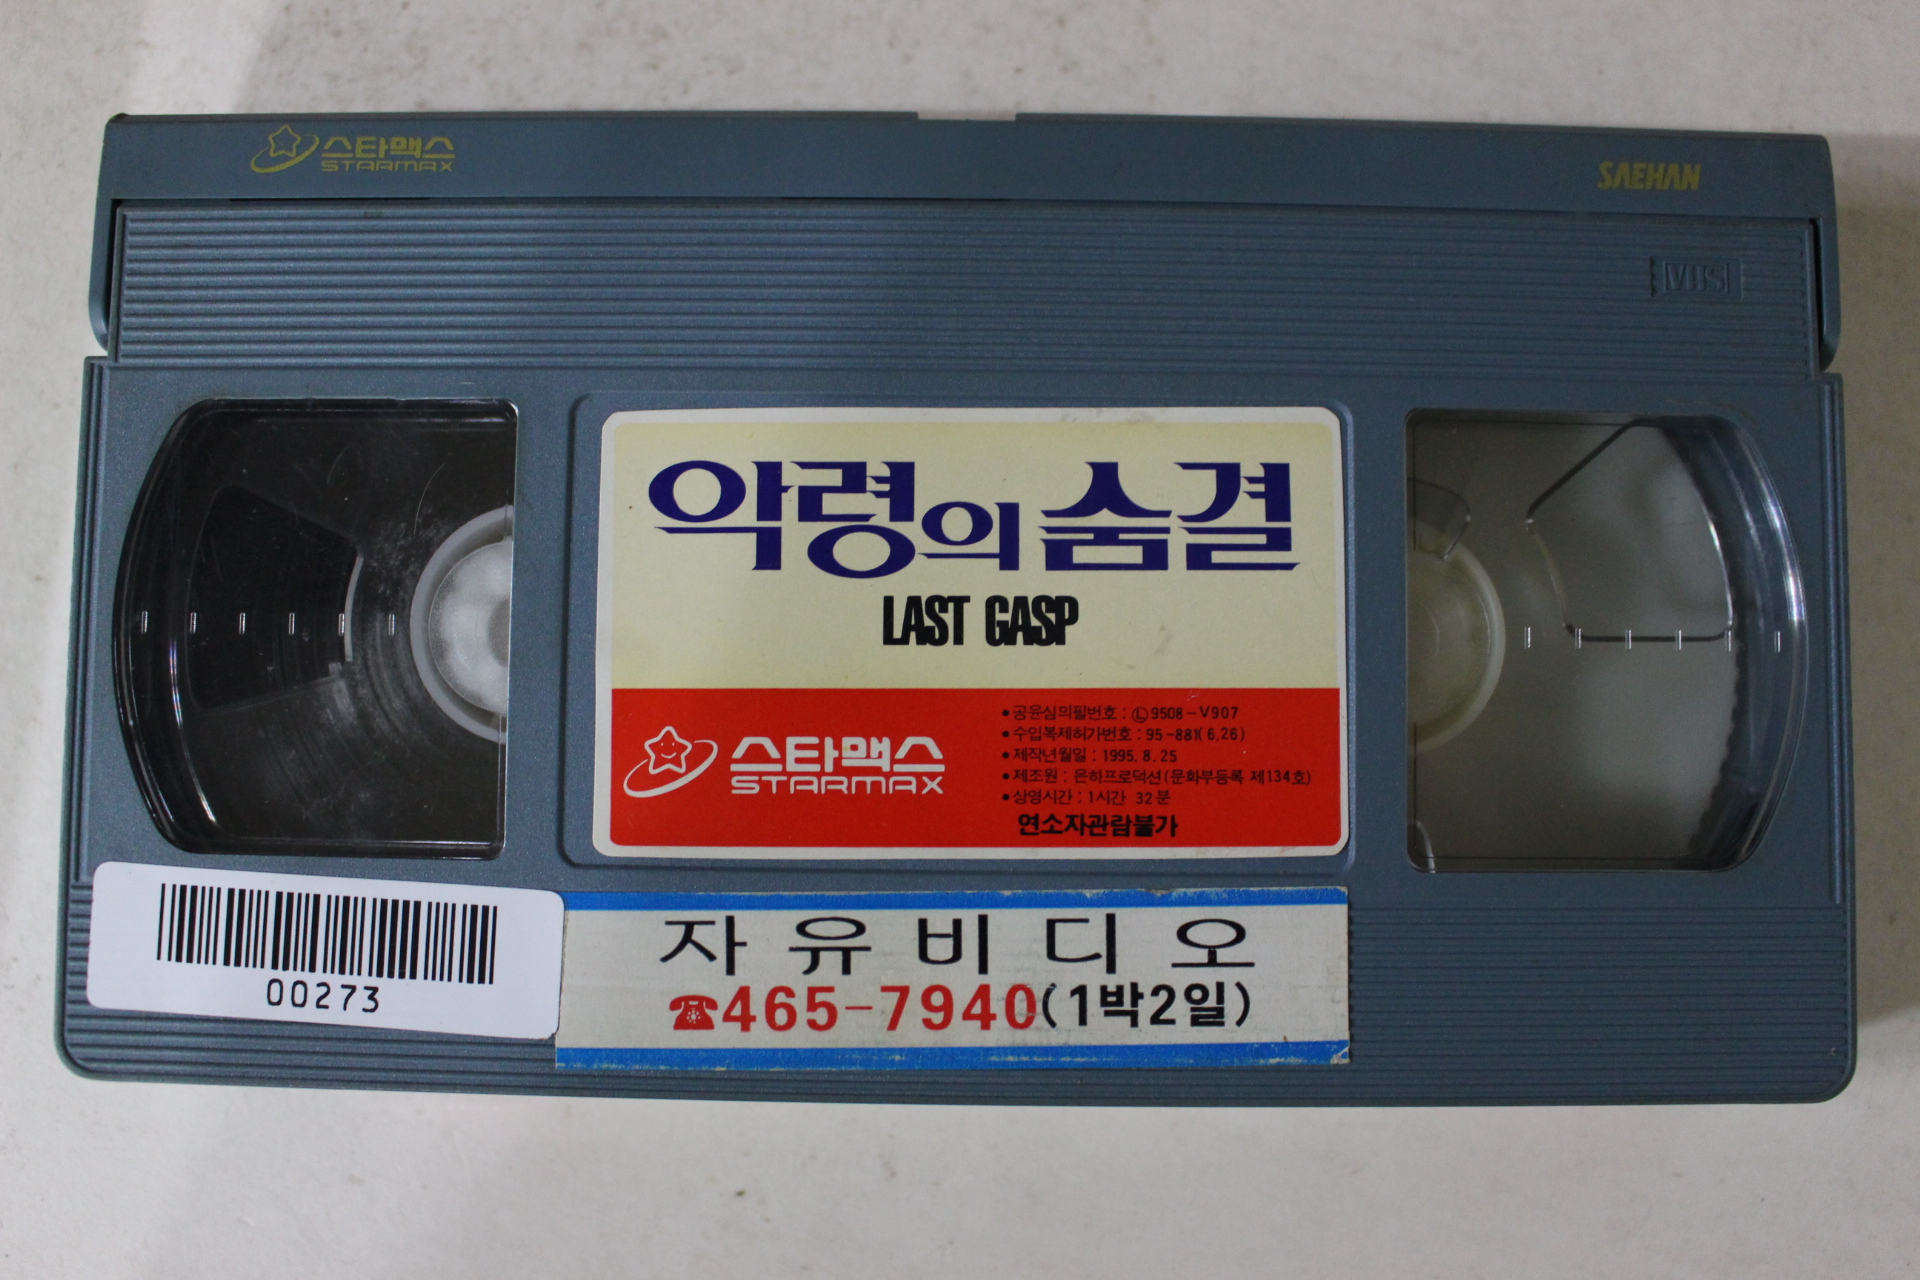 스타맥스
STARMAX
SAEHAN
VHS
악령의 숨결
LAST GASP
스타맥스
STARMAX
• 공윤심의필번호 : Ⓛ9508-V907
• 수입복제허가번호 : 95-881(6.26)
• 제작년월일 : 1995. 8. 25
• 제조원 : 은하프로덕션(문화부등록 제134호)
• 상영시간 : 1시간 32분
연소자관람불가
00273
자유비디오
☎465-7940(1박2일)